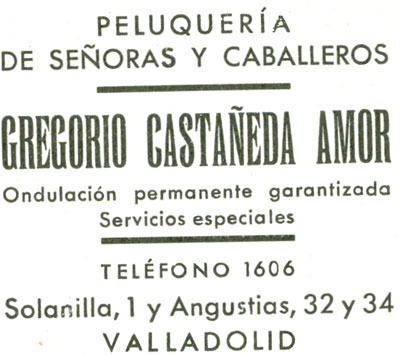 PELUQUERÍA
DE SEÑORAS Y CABALLEROS
GREGORIO CASTAÑEDA AMOR
Ondulación permanente garantizada
Servicios especiales
TELÉFONO 1606
Solanilla, 1 y Angustias, 32 y 34
VALLADOLID